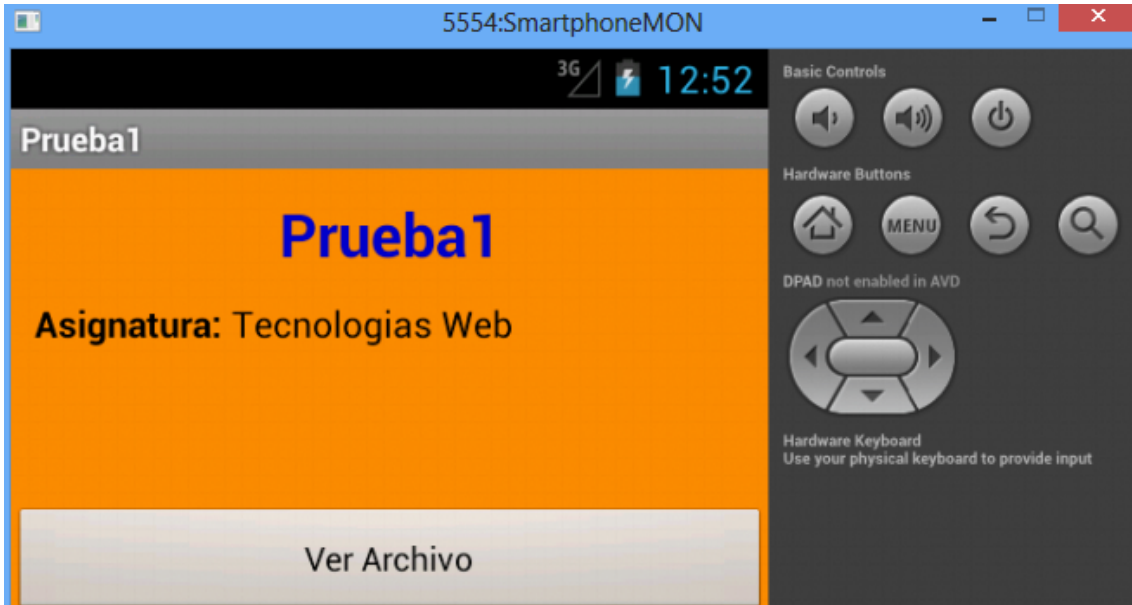 5554:SmartphoneMON
3G 12:52
Prueba1
Prueba1
Asignatura: Tecnologias Web
Ver Archivo
Basic Controls
Hardware Buttons
MENU
DPAD not enabled in AVD
Hardware Keyboard
Use your physical keyboard to provide input